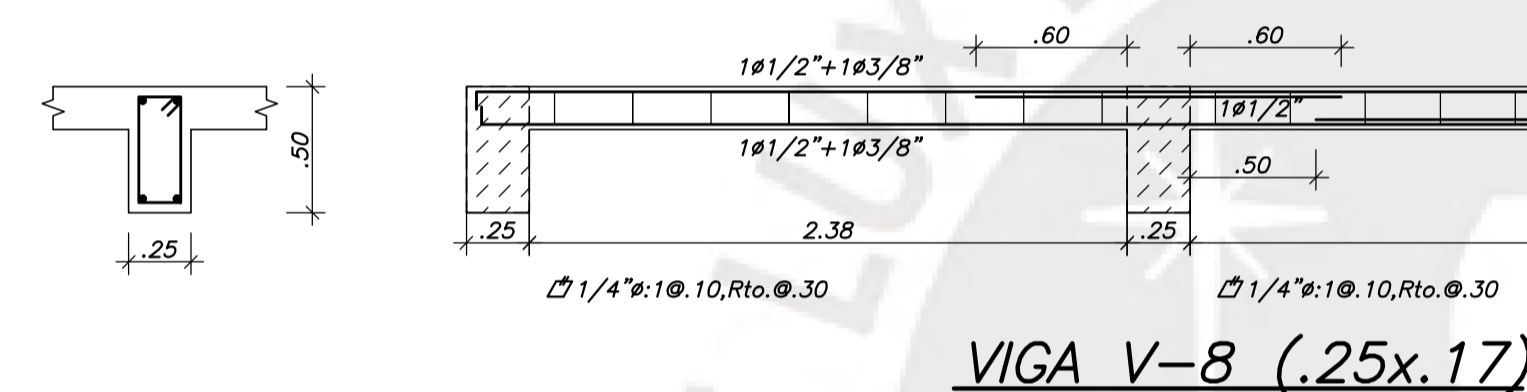 .60 .60
1ø1/2"+1ø3/8"
1ø1/2"
.50
1ø1/2"+1ø3/8"
.50
.25 2.38 .25
.25
1/4"ø:1@.10,Rto.@.30 1/4"ø:1@.10,Rto.@.30
VIGA V-8 (.25x.17)
LUX